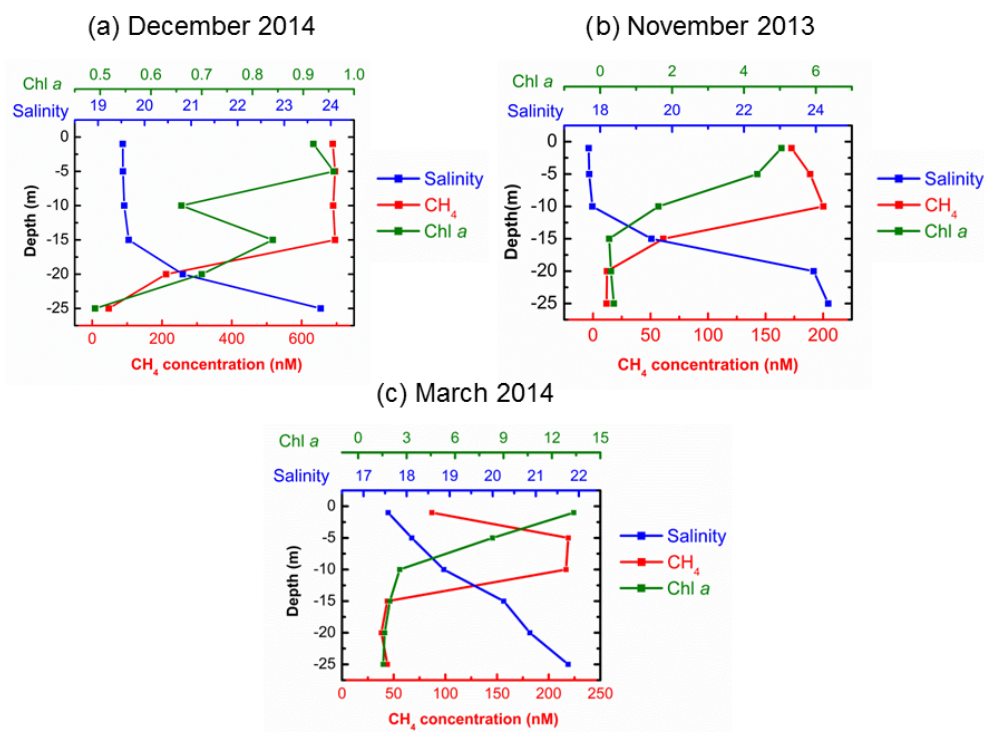 (a) December 2014
(b) November 2013
Chl a
0.5 0.6 0.7 0.8 0.9 1.0
Salinity
19 20 21 22 23 24
0
-5
-10
-15
-20
-25
Depth (m)
0 200 400 600
CH4 concentration (nM)
Salinity
CH4
Chl a
Chl a
0 2 4 6
Salinity
18 20 22 24
0
-5
-10
-15
-20
-25
Depth(m)
0 50 100 150 200
CH4 concentration (nM)
Salinity
CH4
Chl a
(c) March 2014
Chl a
0 3 6 9 12 15
Salinity
17 18 19 20 21 22
0
-5
-10
-15
-20
-25
Depth (m)
0 50 100 150 200 250
CH4 concentration (nM)
Salinity
CH4
Chl a